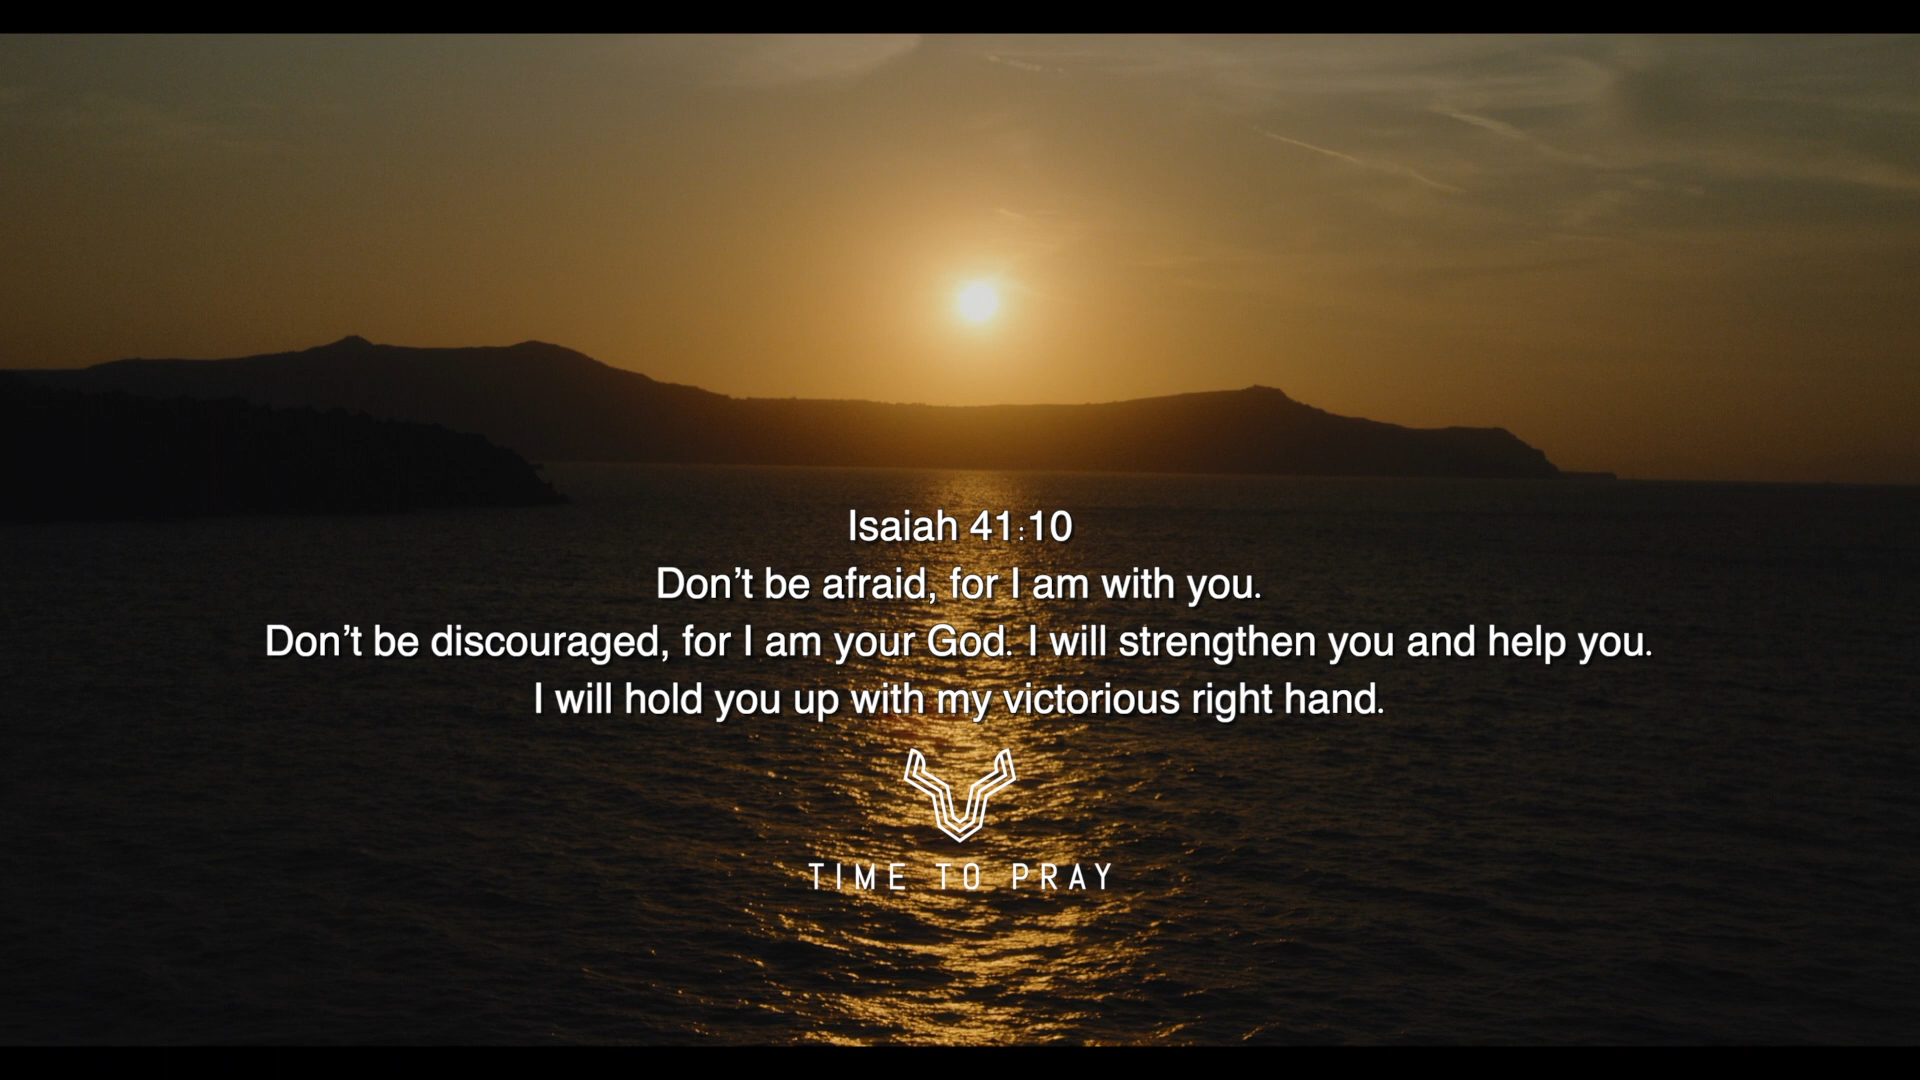 Isaiah 41:10
Don’t be afraid, for I am with you.
Don’t be discouraged, for I am your God. I will strengthen you and help you.
I will hold you up with my victorious right hand.
TIME TO PRAY